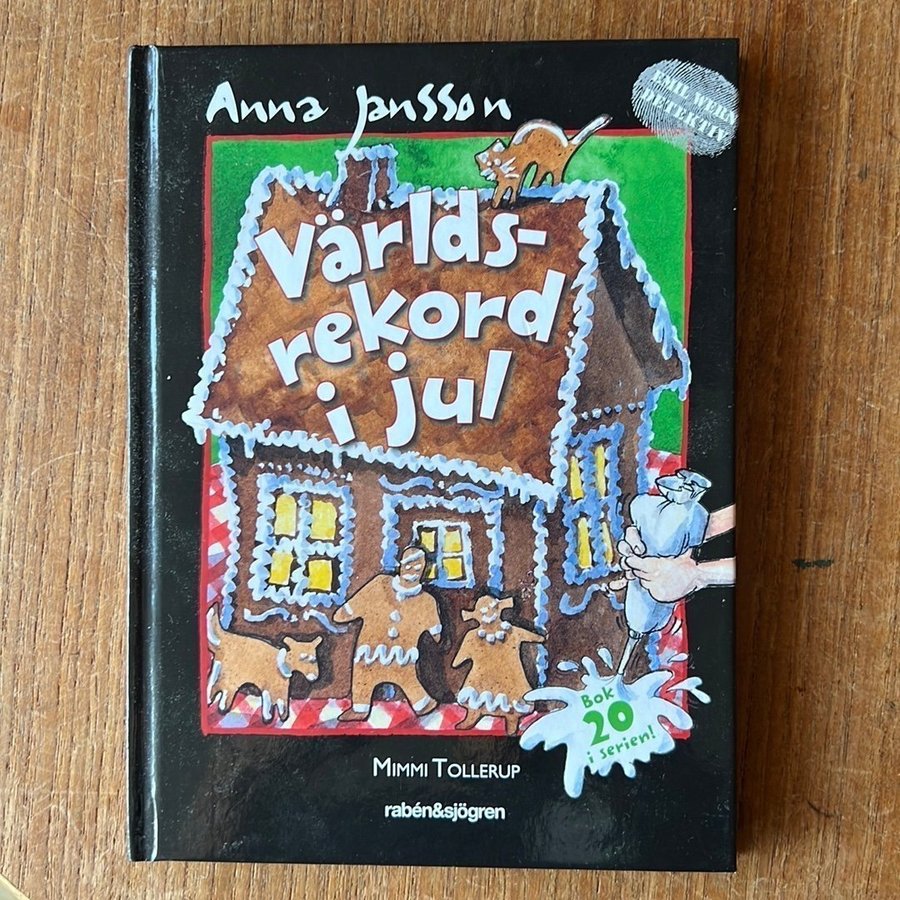 Anna Jansson
EMIL WERN
DETEKTIV
Världs-
rekord
i jul
Bok
20
i serien!
MIMMI TOLLERUP
rabén&sjögren